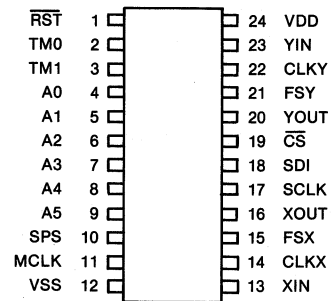 R̅S̅T̅ 1 24 VDD
TM0 2 23 YIN
TM1 3 22 CLKY
A0 4 21 FSY
A1 5 20 YOUT
A2 6 19 C̅S̅
A3 7 18 SDI
A4 8 17 SCLK
A5 9 16 XOUT
SPS 10 15 FSX
MCLK 11 14 CLKX
VSS 12 13 XIN